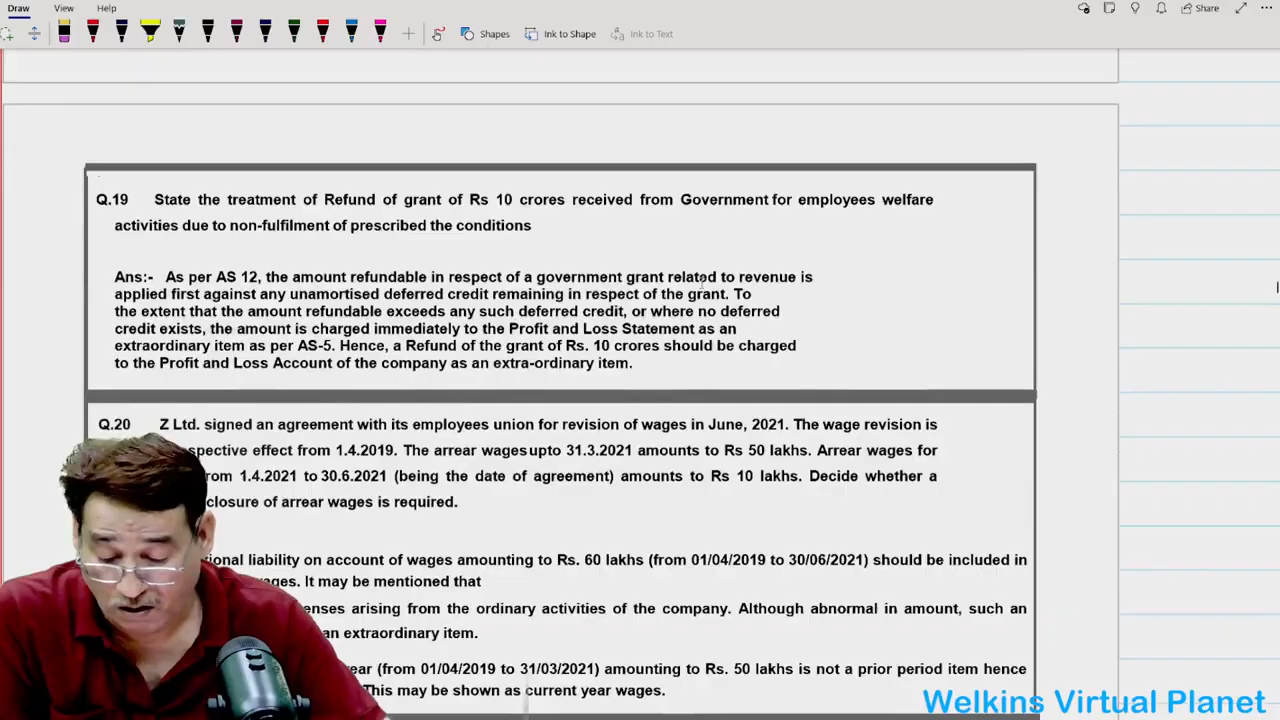 Draw View Help
Share
Shapes Ink to Shape Ink to Text
Q.19 State the treatment of Refund of grant of Rs 10 crores received from Government for employees welfare
activities due to non-fulfilment of prescribed the conditions
Ans:- As per AS 12, the amount refundable in respect of a government grant related to revenue is
applied first against any unamortised deferred credit remaining in respect of the grant. To
the extent that the amount refundable exceeds any such deferred credit, or where no deferred
credit exists, the amount is charged immediately to the Profit and Loss Statement as an
extraordinary item as per AS-5. Hence, a Refund of the grant of Rs. 10 crores should be charged
to the Profit and Loss Account of the company as an extra-ordinary item.
Q.20 Z Ltd. signed an agreement with its employees union for revision of wages in June, 2021. The wage revision is
spective effect from 1.4.2019. The arrear wages upto 31.3.2021 amounts to Rs 50 lakhs. Arrear wages for
rom 1.4.2021 to 30.6.2021 (being the date of agreement) amounts to Rs 10 lakhs. Decide whether a
closure of arrear wages is required.
ional liability on account of wages amounting to Rs. 60 lakhs (from 01/04/2019 to 30/06/2021) should be included in
ages. It may be mentioned that
enses arising from the ordinary activities of the company. Although abnormal in amount, such an
an extraordinary item.
ear (from 01/04/2019 to 31/03/2021) amounting to Rs. 50 lakhs is not a prior period item hence
This may be shown as current year wages.
Welkins Virtual Planet